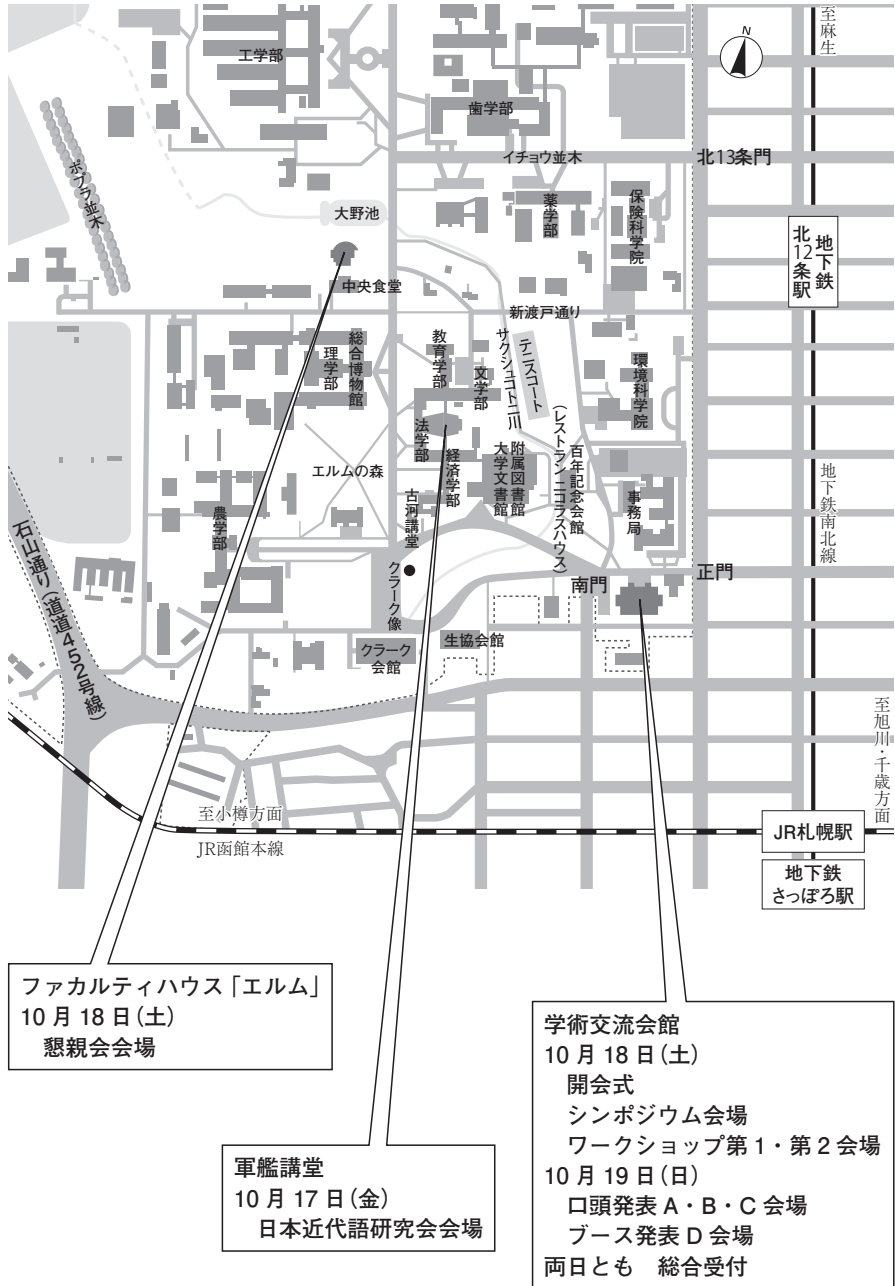 工学部
歯学部
N
至麻生
ポプラ並木
イチョウ並木
北13条門
大野池
薬学部
保険科学院
地下鉄
北12条駅
中央食堂
新渡戸通り
理学部
総合博物館
教育学部
文学部
サクシュコトニ川
テニスコート
環境科学院
法学部
経済学部
エルムの森
大学文書館
附属図書館
(レストラン ニコラスハウス)
百年記念会館
事務局
地下鉄南北線
農学部
古河講堂
クラーク像
南門
正門
石山通り(道道452号線)
クラーク
会館
生協会館
至旭川・千歳方面
至小樽方面
JR函館本線
JR札幌駅
地下鉄
さっぽろ駅
ファカルティハウス「エルム」
10月18日(土)
懇親会会場
軍艦講堂
10月17日(金)
日本近代語研究会会場
学術交流会館
10月18日(土)
開会式
シンポジウム会場
ワークショップ第1・第2会場
10月19日(日)
口頭発表A・B・C会場
ブース発表D会場
両日とも 総合受付